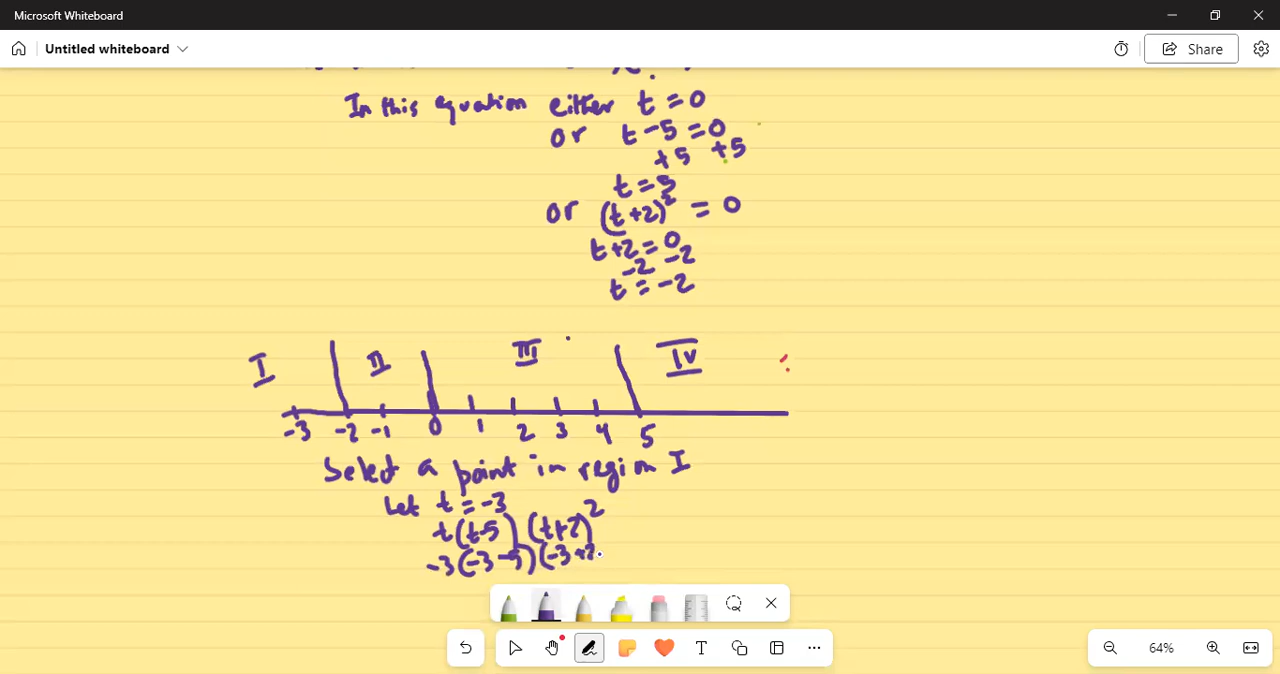 Microsoft Whiteboard
Untitled whiteboard
Share
In this equation either t = 0
or t - 5 = 0
+5 +5
t = 5
or (t + 2)² = 0
t + 2 = 0
-2 -2
t = -2
I II III IV
-3 -2 -1 0 1 2 3 4 5
Select a point in region I
Let t = -3
t(t-5)(t+2)²
-3(-3-5)(-3+2
64%